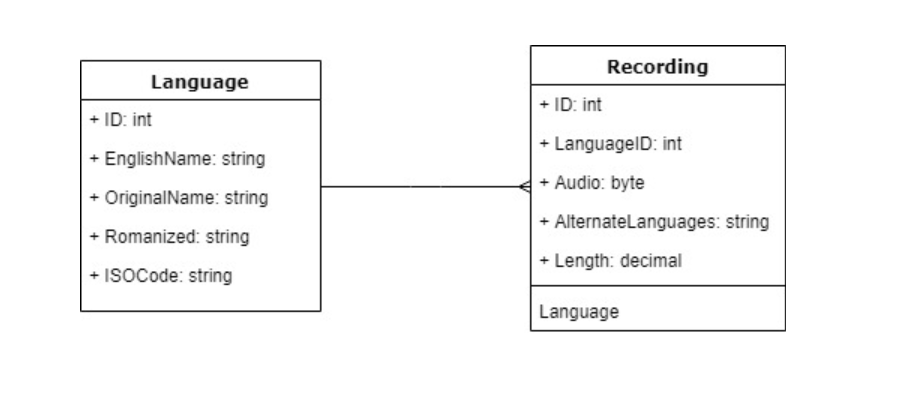 Language
+ ID: int
+ EnglishName: string
+ OriginalName: string
+ Romanized: string
+ ISOCode: string
Recording
+ ID: int
+ LanguageID: int
+ Audio: byte
+ AlternateLanguages: string
+ Length: decimal
Language